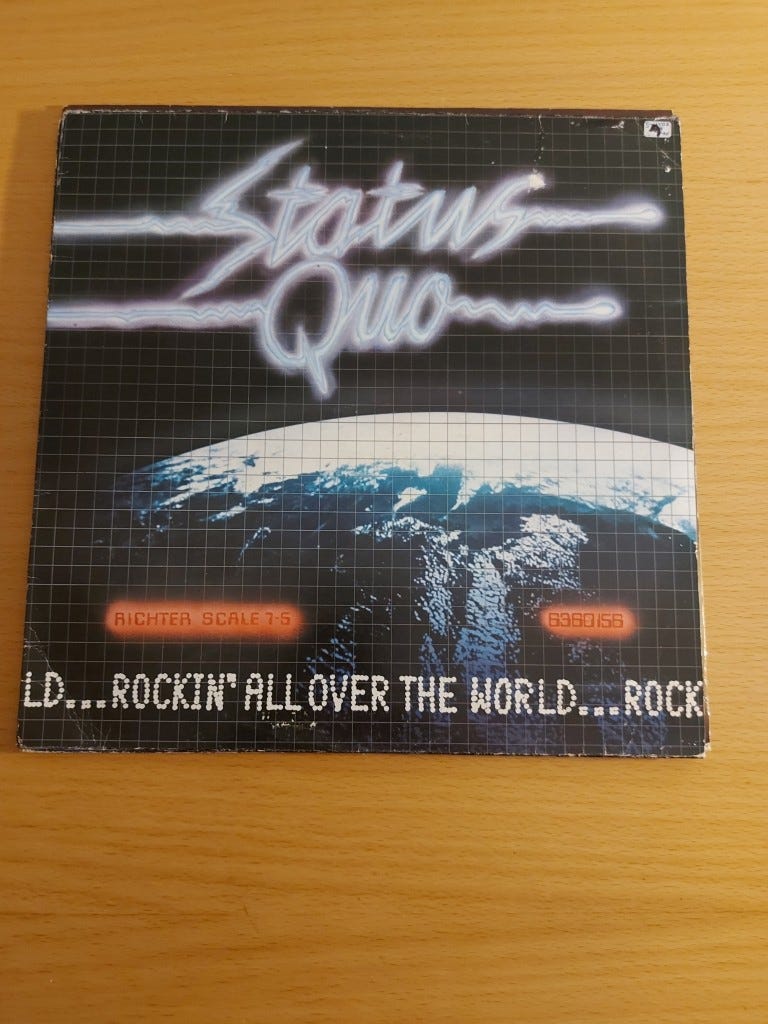 Status
Quo
RICHTER SCALE 7-5
6360156
LD...ROCKIN' ALL OVER THE WORLD...ROCK